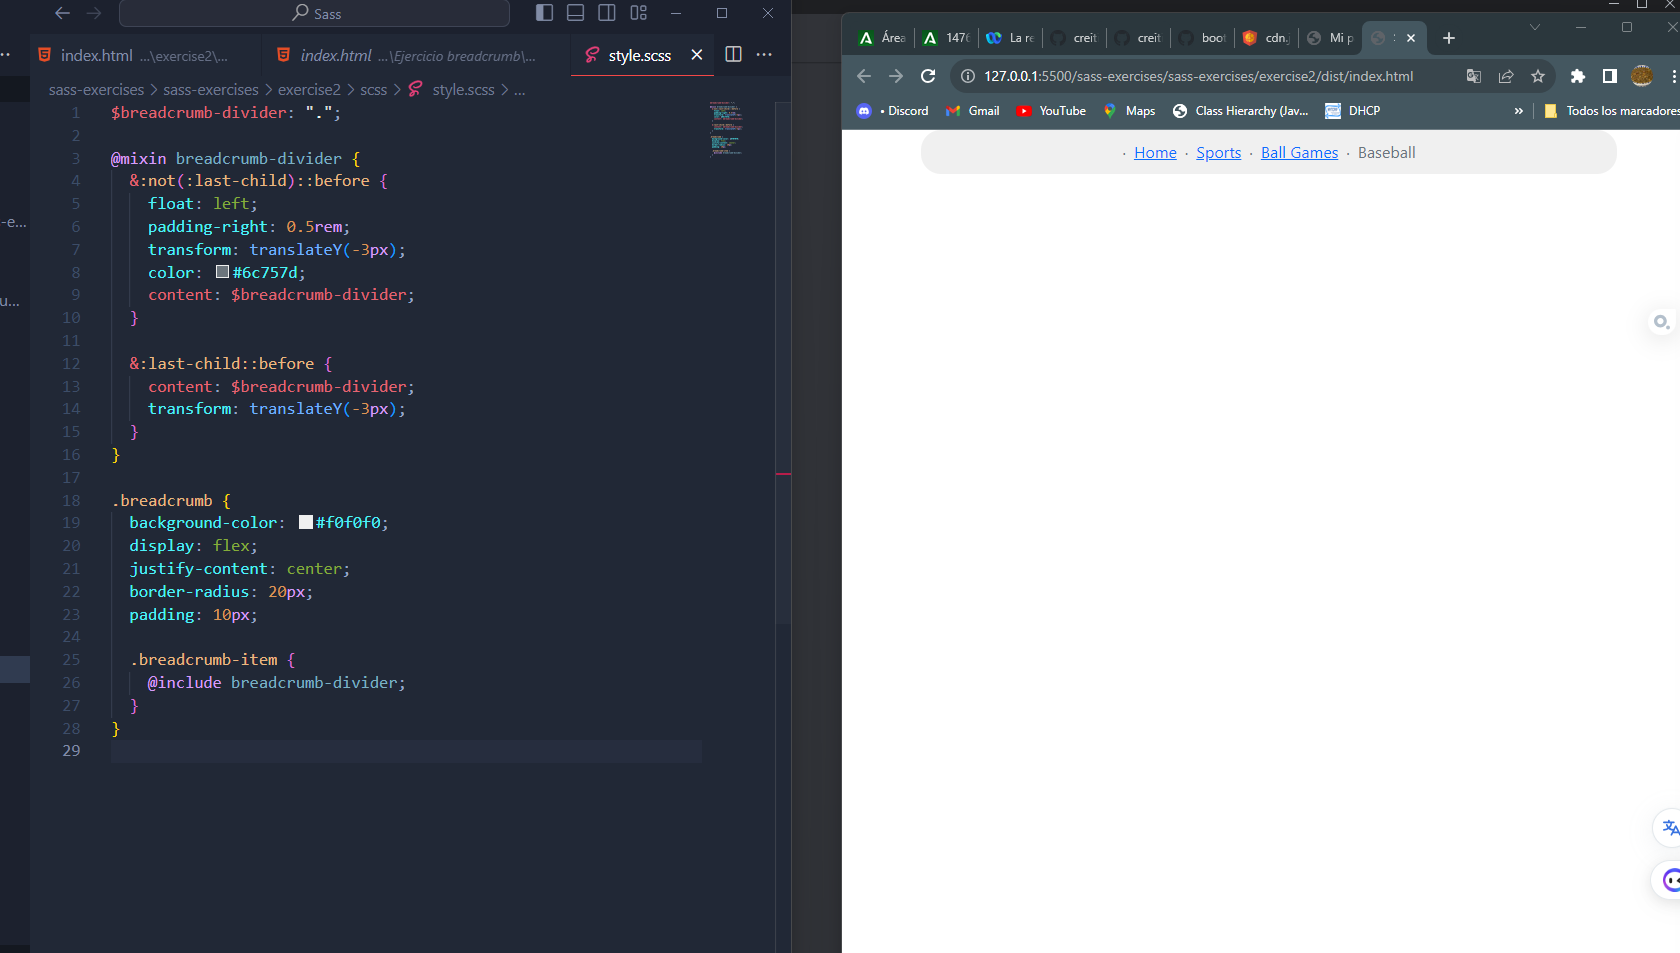 Sass
index.html ...\exercise2\...
index.html ...\Ejercicio breadcrumb\...
style.scss
sass-exercises > sass-exercises > exercise2 > scss > style.scss > ...
-e...
u...
1 $breadcrumb-divider: ".";
2
3 @mixin breadcrumb-divider {
4 &:not(:last-child)::before {
5 float: left;
6 padding-right: 0.5rem;
7 transform: translateY(-3px);
8 color: #6c757d;
9 content: $breadcrumb-divider;
10 }
11
12 &:last-child::before {
13 content: $breadcrumb-divider;
14 transform: translateY(-3px);
15 }
16 }
17
18 .breadcrumb {
19 background-color: #f0f0f0;
20 display: flex;
21 justify-content: center;
22 border-radius: 20px;
23 padding: 10px;
24
25 .breadcrumb-item {
26 @include breadcrumb-divider;
27 }
28 }
29
Área
1476
La re
creit
creit
boot
cdn.j
Mi p
127.0.0.1:5500/sass-exercises/sass-exercises/exercise2/dist/index.html
• Discord
Gmail
YouTube
Maps
Class Hierarchy (Jav...
DHCP
»
Todos los marcadores
· Home · Sports · Ball Games · Baseball